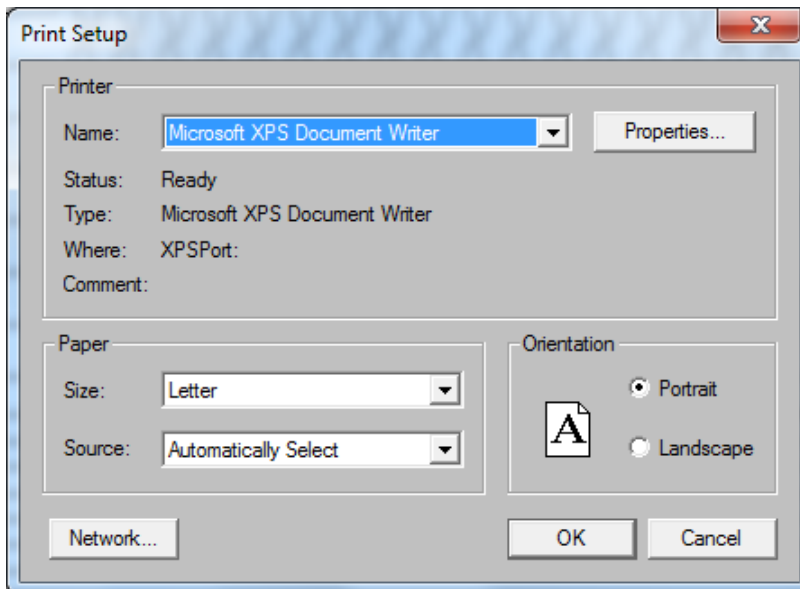 Print Setup
Printer
Name: Microsoft XPS Document Writer Properties...
Status: Ready
Type: Microsoft XPS Document Writer
Where: XPSPort:
Comment:
Paper
Size: Letter
Source: Automatically Select
Orientation
A
Portrait
Landscape
Network... OK Cancel